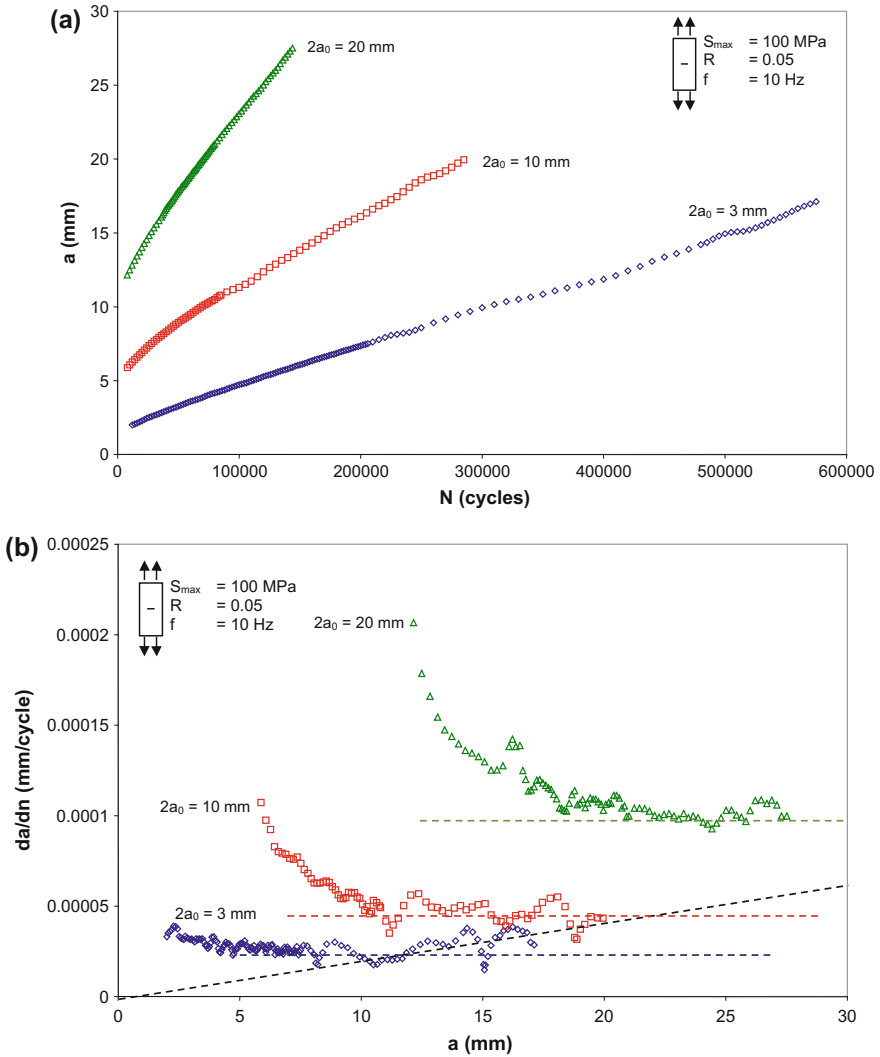 (a)
30
25
20
15
10
5
0
a (mm)
2a₀ = 20 mm
Sₘₐₓ = 100 MPa
R = 0.05
f = 10 Hz
2a₀ = 10 mm
2a₀ = 3 mm
0 100000 200000 300000 400000 500000 600000
N (cycles)
(b)
0.00025
0.0002
0.00015
0.0001
0.00005
0
da/dn (mm/cycle)
Sₘₐₓ = 100 MPa
R = 0.05
f = 10 Hz
2a₀ = 20 mm
2a₀ = 10 mm
2a₀ = 3 mm
0 5 10 15 20 25 30
a (mm)